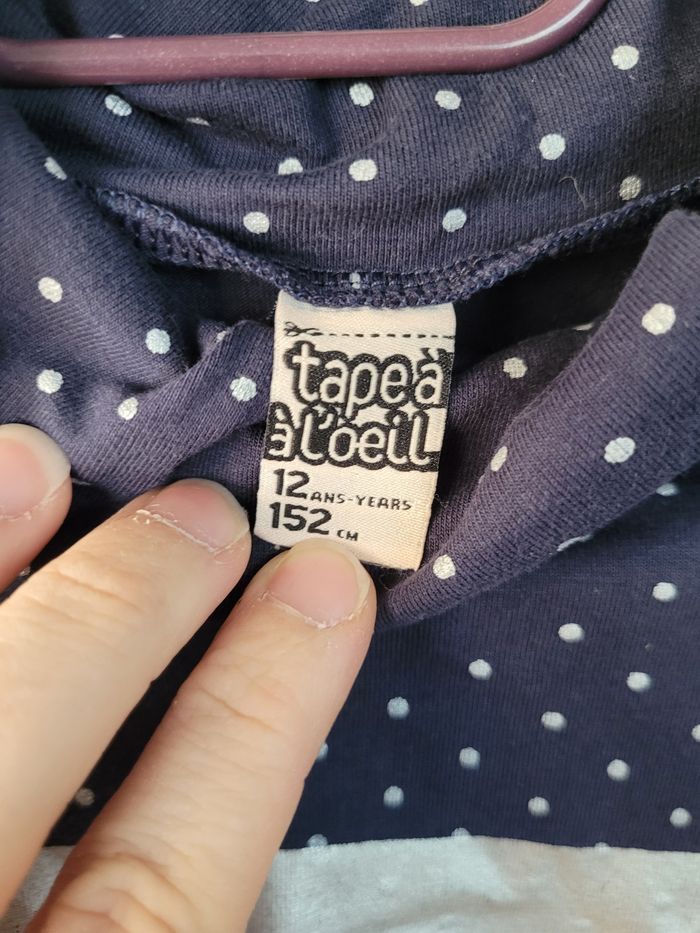 tape à
à l'oeil
12 ANS-YEARS
152 CM